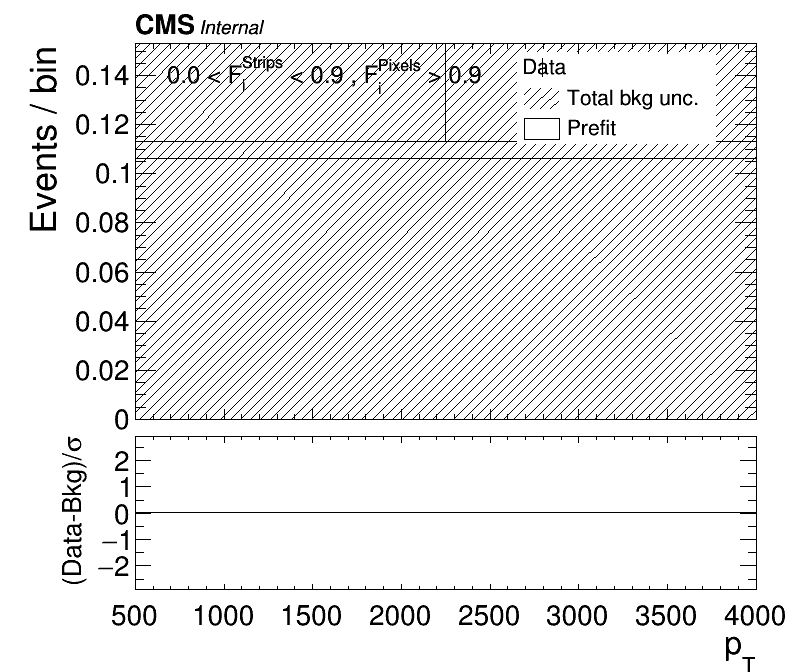 CMS Internal
Events / bin
0.0 < F_i^Strips < 0.9 , F_i^Pixels > 0.9
Data
Total bkg unc.
Prefit
0.14
0.12
0.1
0.08
0.06
0.04
0.02
0
(Data-Bkg)/σ
2
1
0
−1
−2
500 1000 1500 2000 2500 3000 3500 4000
p_T